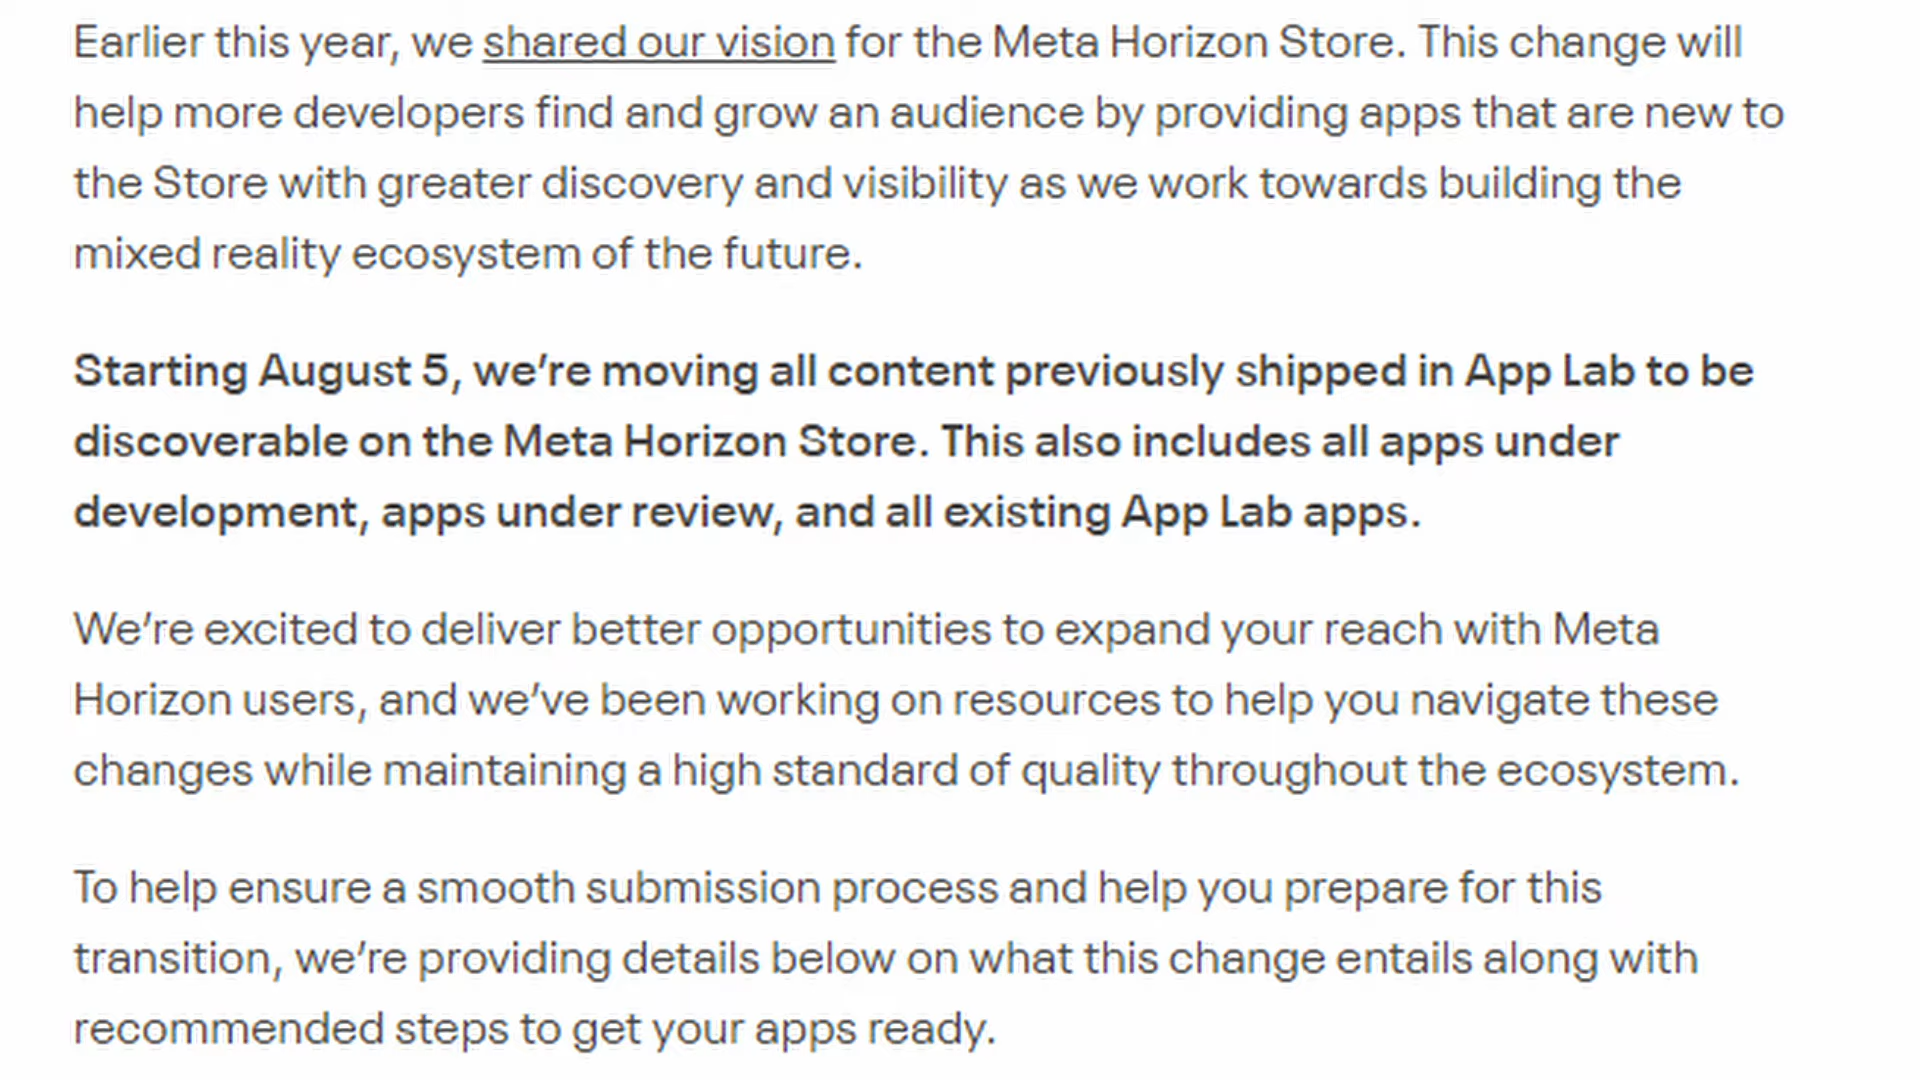 Earlier this year, we shared our vision for the Meta Horizon Store. This change will
help more developers find and grow an audience by providing apps that are new to
the Store with greater discovery and visibility as we work towards building the
mixed reality ecosystem of the future.
Starting August 5, we’re moving all content previously shipped in App Lab to be
discoverable on the Meta Horizon Store. This also includes all apps under
development, apps under review, and all existing App Lab apps.
We’re excited to deliver better opportunities to expand your reach with Meta
Horizon users, and we’ve been working on resources to help you navigate these
changes while maintaining a high standard of quality throughout the ecosystem.
To help ensure a smooth submission process and help you prepare for this
transition, we’re providing details below on what this change entails along with
recommended steps to get your apps ready.